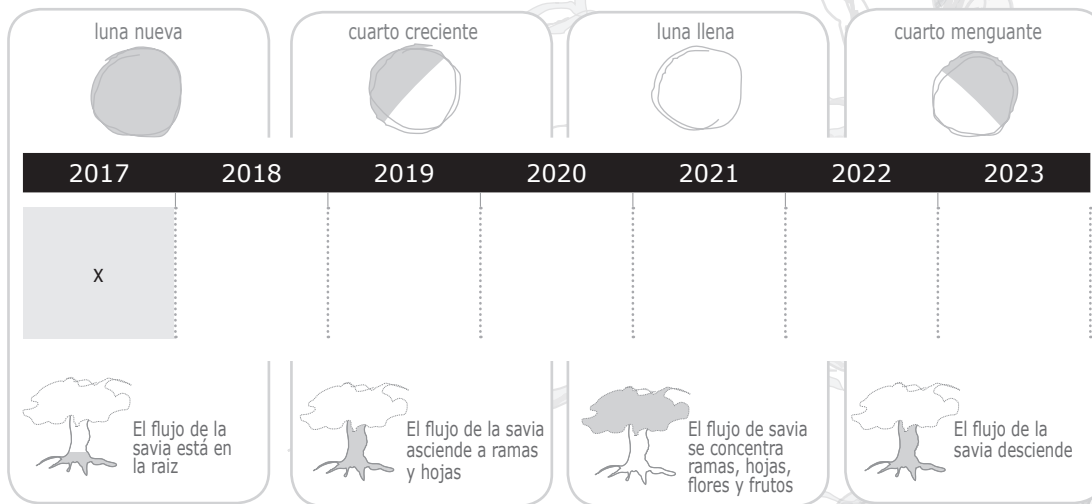 luna nueva
cuarto creciente
luna llena
cuarto menguante
2017 2018 2019 2020 2021 2022 2023
x
El flujo de la
savia está en
la raiz
El flujo de la savia
asciende a ramas
y hojas
El flujo de savia
se concentra
ramas, hojas,
flores y frutos
El flujo de la
savia desciende